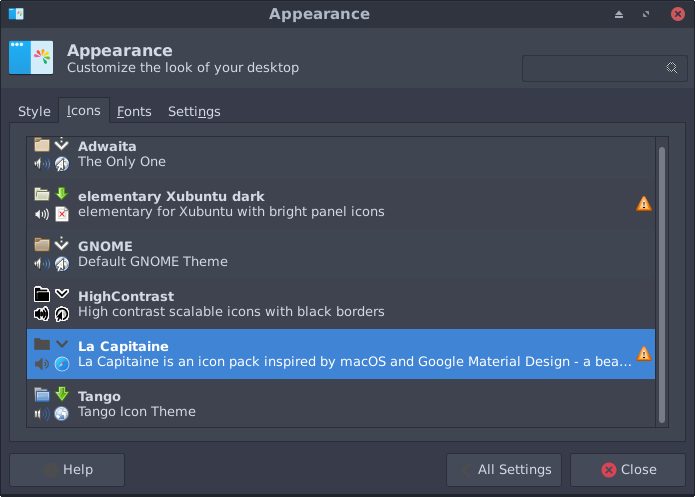 Appearance
Appearance
Customize the look of your desktop
Style Icons Fonts Settings
Adwaita
The Only One
elementary Xubuntu dark
elementary for Xubuntu with bright panel icons
GNOME
Default GNOME Theme
HighContrast
High contrast scalable icons with black borders
La Capitaine
La Capitaine is an icon pack inspired by macOS and Google Material Design - a bea...
Tango
Tango Icon Theme
Help All Settings Close